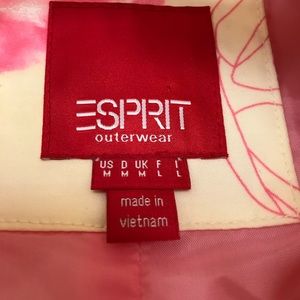 ESPRIT
outerwear
US D UK F I
M M M L L
made in
vietnam